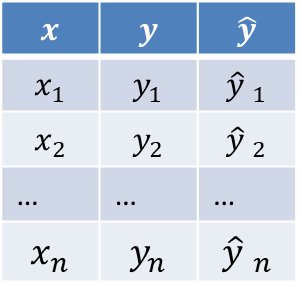 x y ŷ
x₁ y₁ ŷ ₁
x₂ y₂ ŷ ₂
... ... ...
xₙ yₙ ŷ ₙ